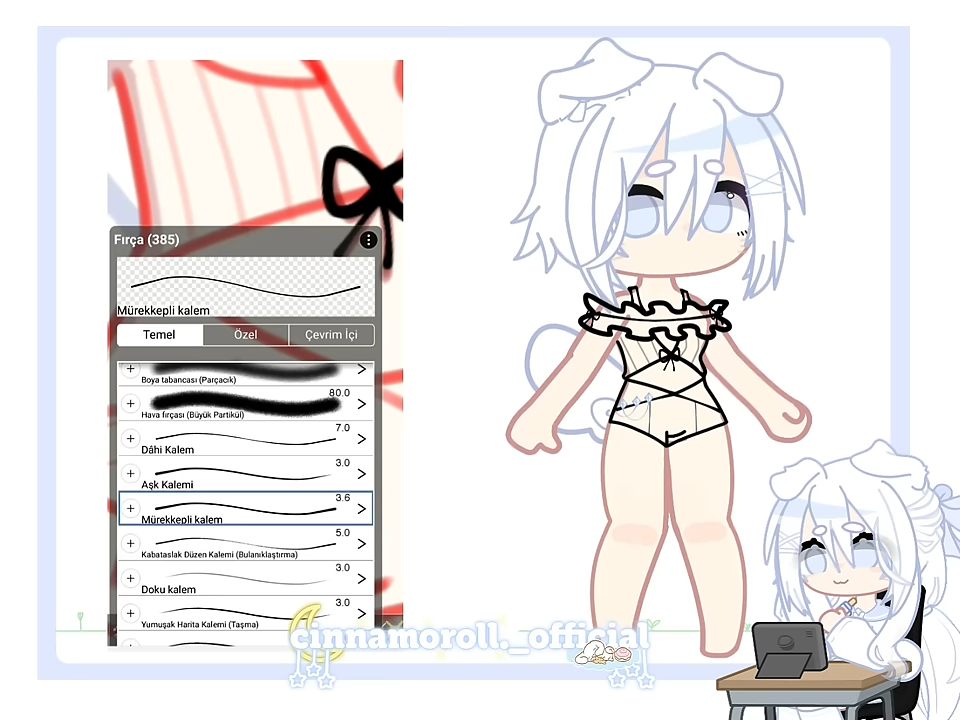 Fırça (385)
Mürekkepli kalem
Temel
Özel
Çevrim İçi
Boya tabancası (Parçacık)
80.0
Hava fırçası (Büyük Partikül)
7.0
Dâhi Kalem
3.0
Aşk Kalemi
3.6
Mürekkepli kalem
5.0
Kabataslak Düzen Kalemi (Bulanıklaştırma)
3.0
Doku kalem
3.0
Yumuşak Harita Kalemi (Taşma)
cinnamoroll._official